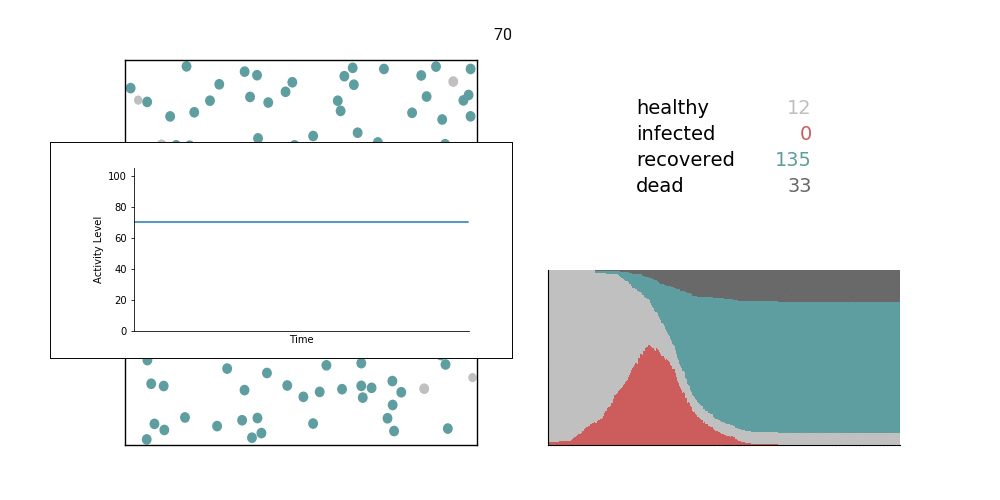 70
healthy 12
infected 0
recovered 135
dead 33
100
80
60
40
20
0
Activity Level
Time